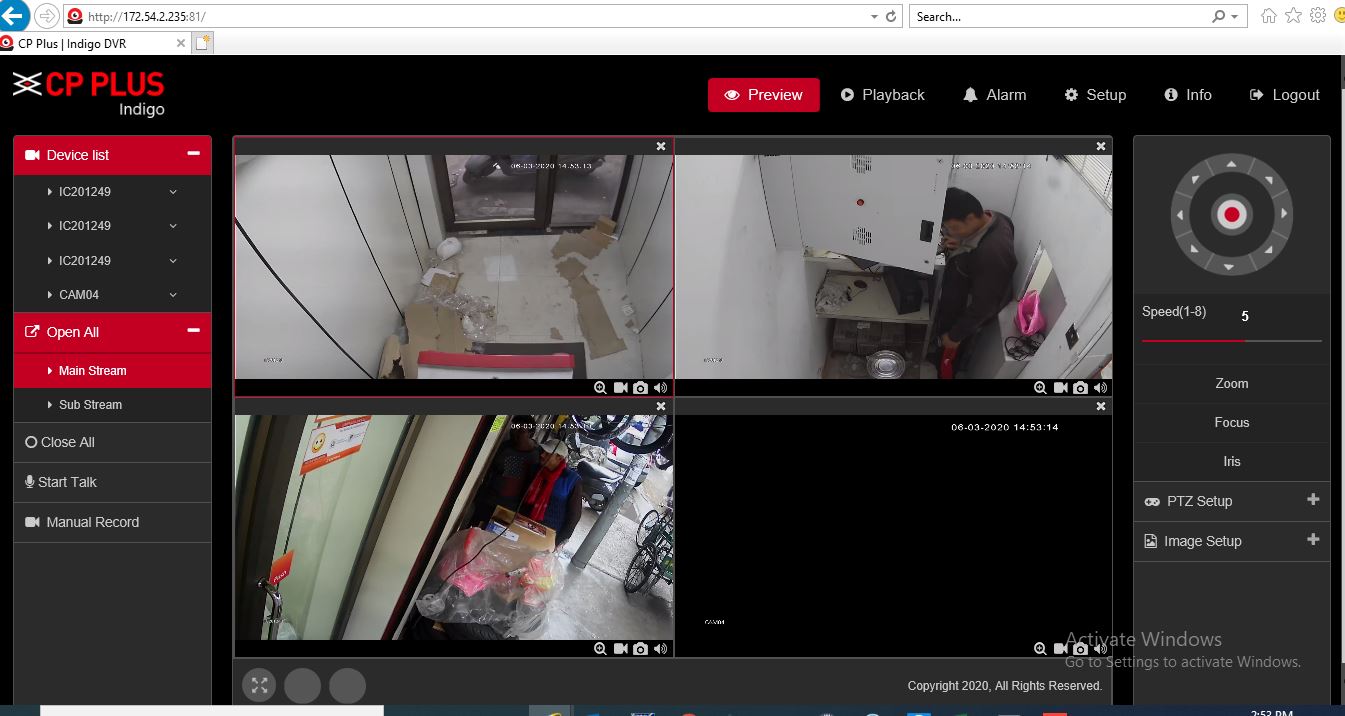 http://172.54.2.235:81/
Search...
CP Plus | Indigo DVR
CP PLUS
Indigo
Preview
Playback
Alarm
Setup
Info
Logout
Device list
IC201249
IC201249
IC201249
CAM04
Open All
Main Stream
Sub Stream
Close All
Start Talk
Manual Record
06-03-2020 14:53:13
06-03-2020 14:53:14
CAM04
Speed(1-8) 5
Zoom
Focus
Iris
PTZ Setup
Image Setup
Activate Windows
Go to Settings to activate Windows.
Copyright 2020, All Rights Reserved.
2:53 PM